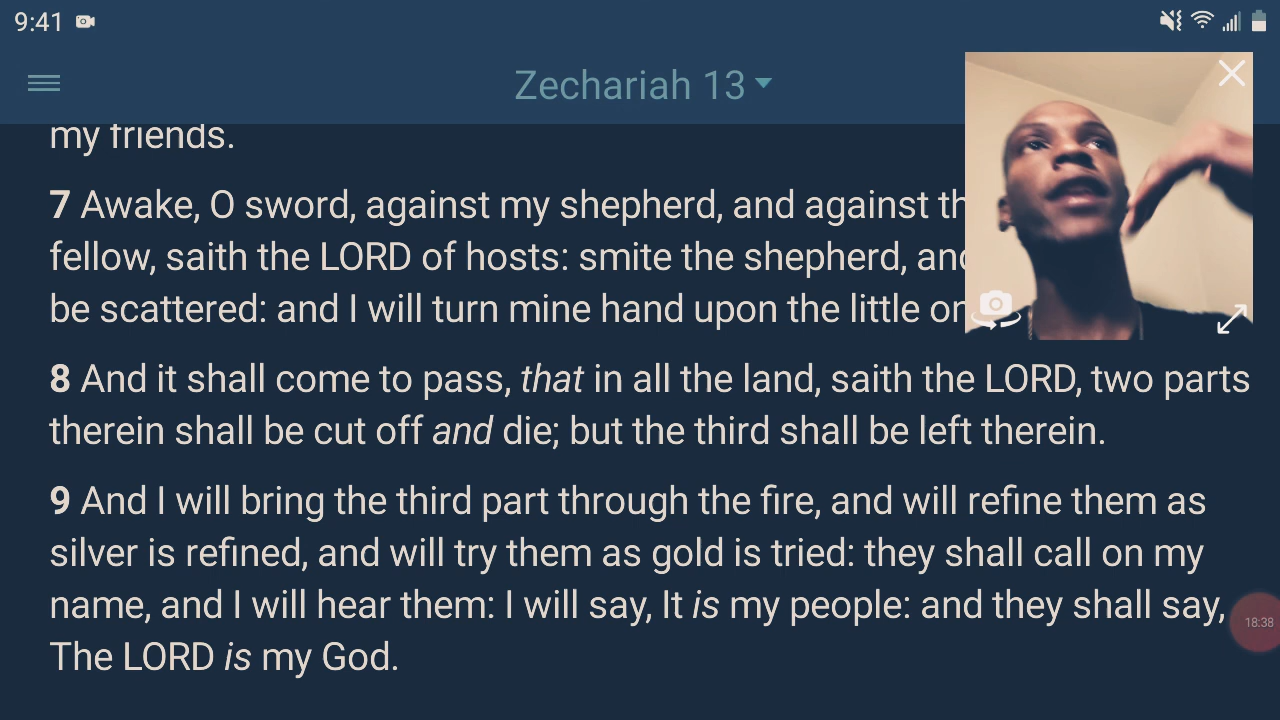 9:41
Zechariah 13
my friends.
7 Awake, O sword, against my shepherd, and against
fellow, saith the LORD of hosts: smite the shepherd,
be scattered: and I will turn mine hand upon the little
8 And it shall come to pass, that in all the land, saith the LORD, two parts
therein shall be cut off and die; but the third shall be left therein.
9 And I will bring the third part through the fire, and will refine them as
silver is refined, and will try them as gold is tried: they shall call on my
name, and I will hear them: I will say, It is my people: and they shall say,
18:38
The LORD is my God.